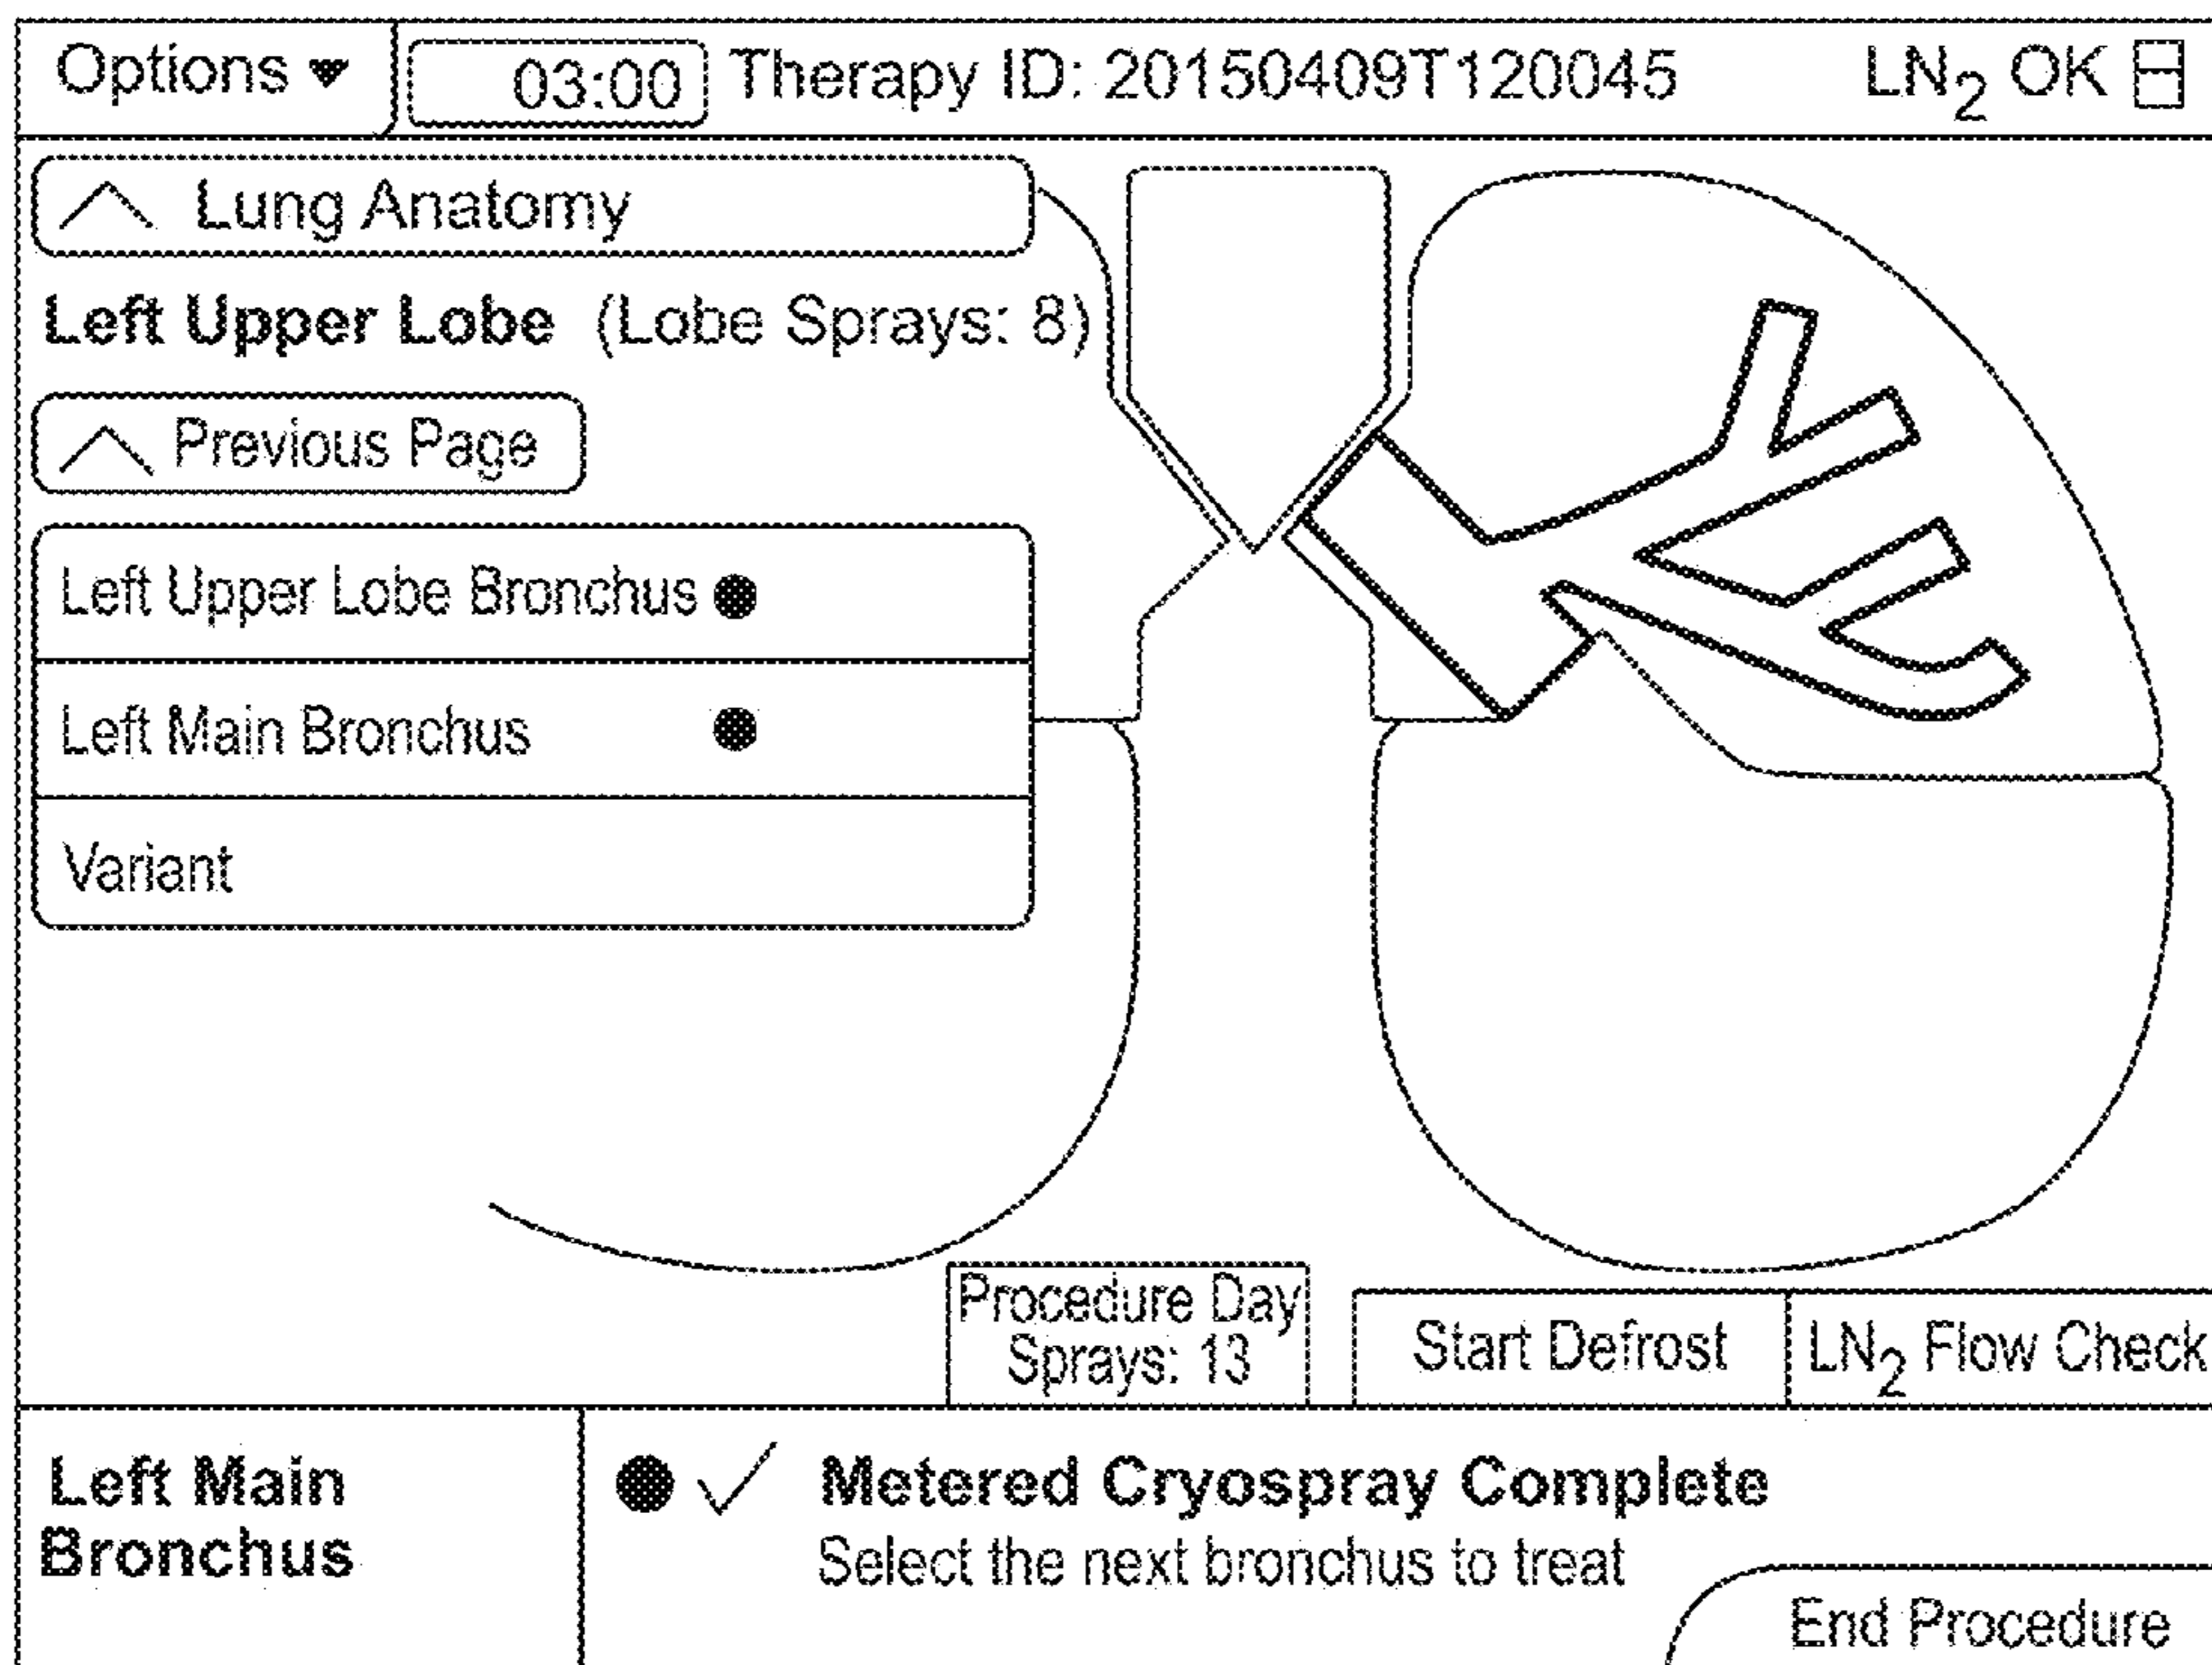 Options
03:00
Therapy ID: 20150409T120045
LN2 OK
Lung Anatomy
Left Upper Lobe (Lobe Sprays: 8)
Previous Page
Left Upper Lobe Bronchus
Left Main Bronchus
Variant
Procedure Day
Sprays: 13
Start Defrost
LN2 Flow Check
Left Main
Bronchus
Metered Cryospray Complete
Select the next bronchus to treat
End Procedure